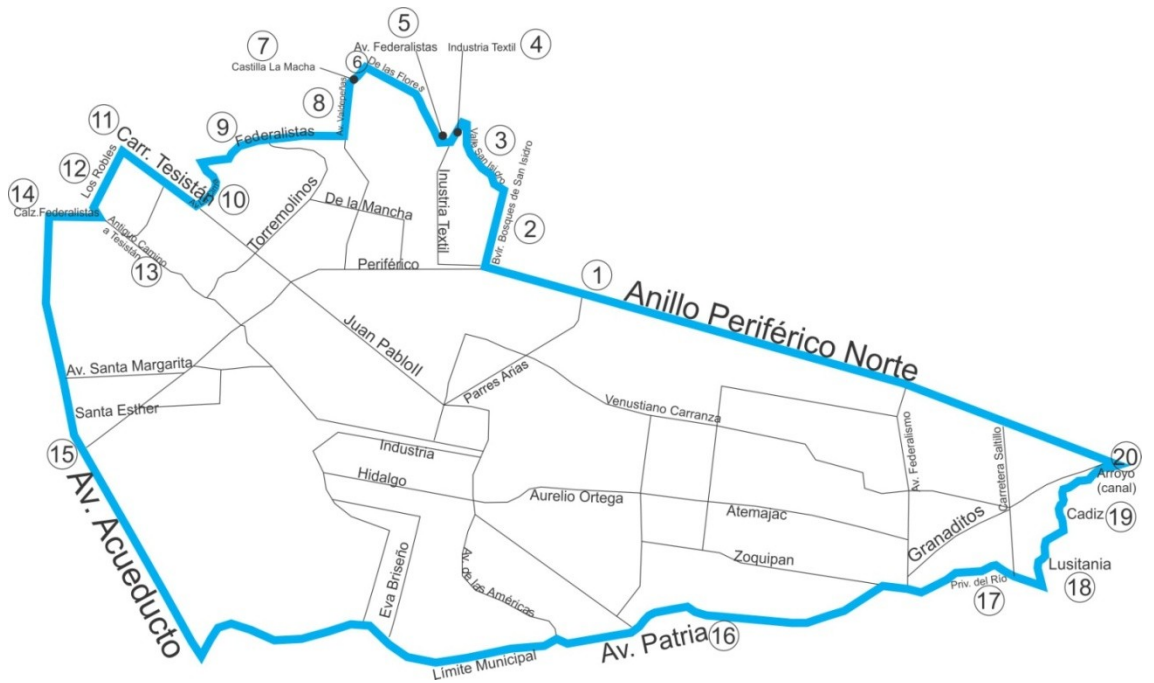 5
4
7
Av. Federalistas
Industria Textil
Castilla La Macha
6
De las Flore,s
8
Av. Valdepeñas
11
9
Federalistas
3
Valle San Isidro
12
Los Robles
Carr. Tesistán
10
14
Calz.Federalistas
Antiguo Camino
a Tesistán
13
Torremolinos
De la Mancha
Inustria Textil
2
Bvlr. Bosques de San Isidro
Periférico
1
Anillo Periférico Norte
Juan PabloII
Av. Santa Margarita
Parres Arias
Venustiano Carranza
Santa Esther
15
Industria
Av. Federalismo
Carretera Saltillo
20
Arroyo
(canal)
Hidalgo
Aurelio Ortega
Atemajac
Granaditos
Cadiz
19
Av. Acueducto
Zoquipan
Lusitania
18
Eva Briseño
Av. de las Américas
Priv. del Río
17
Av. Patria
16
Límite Municipal